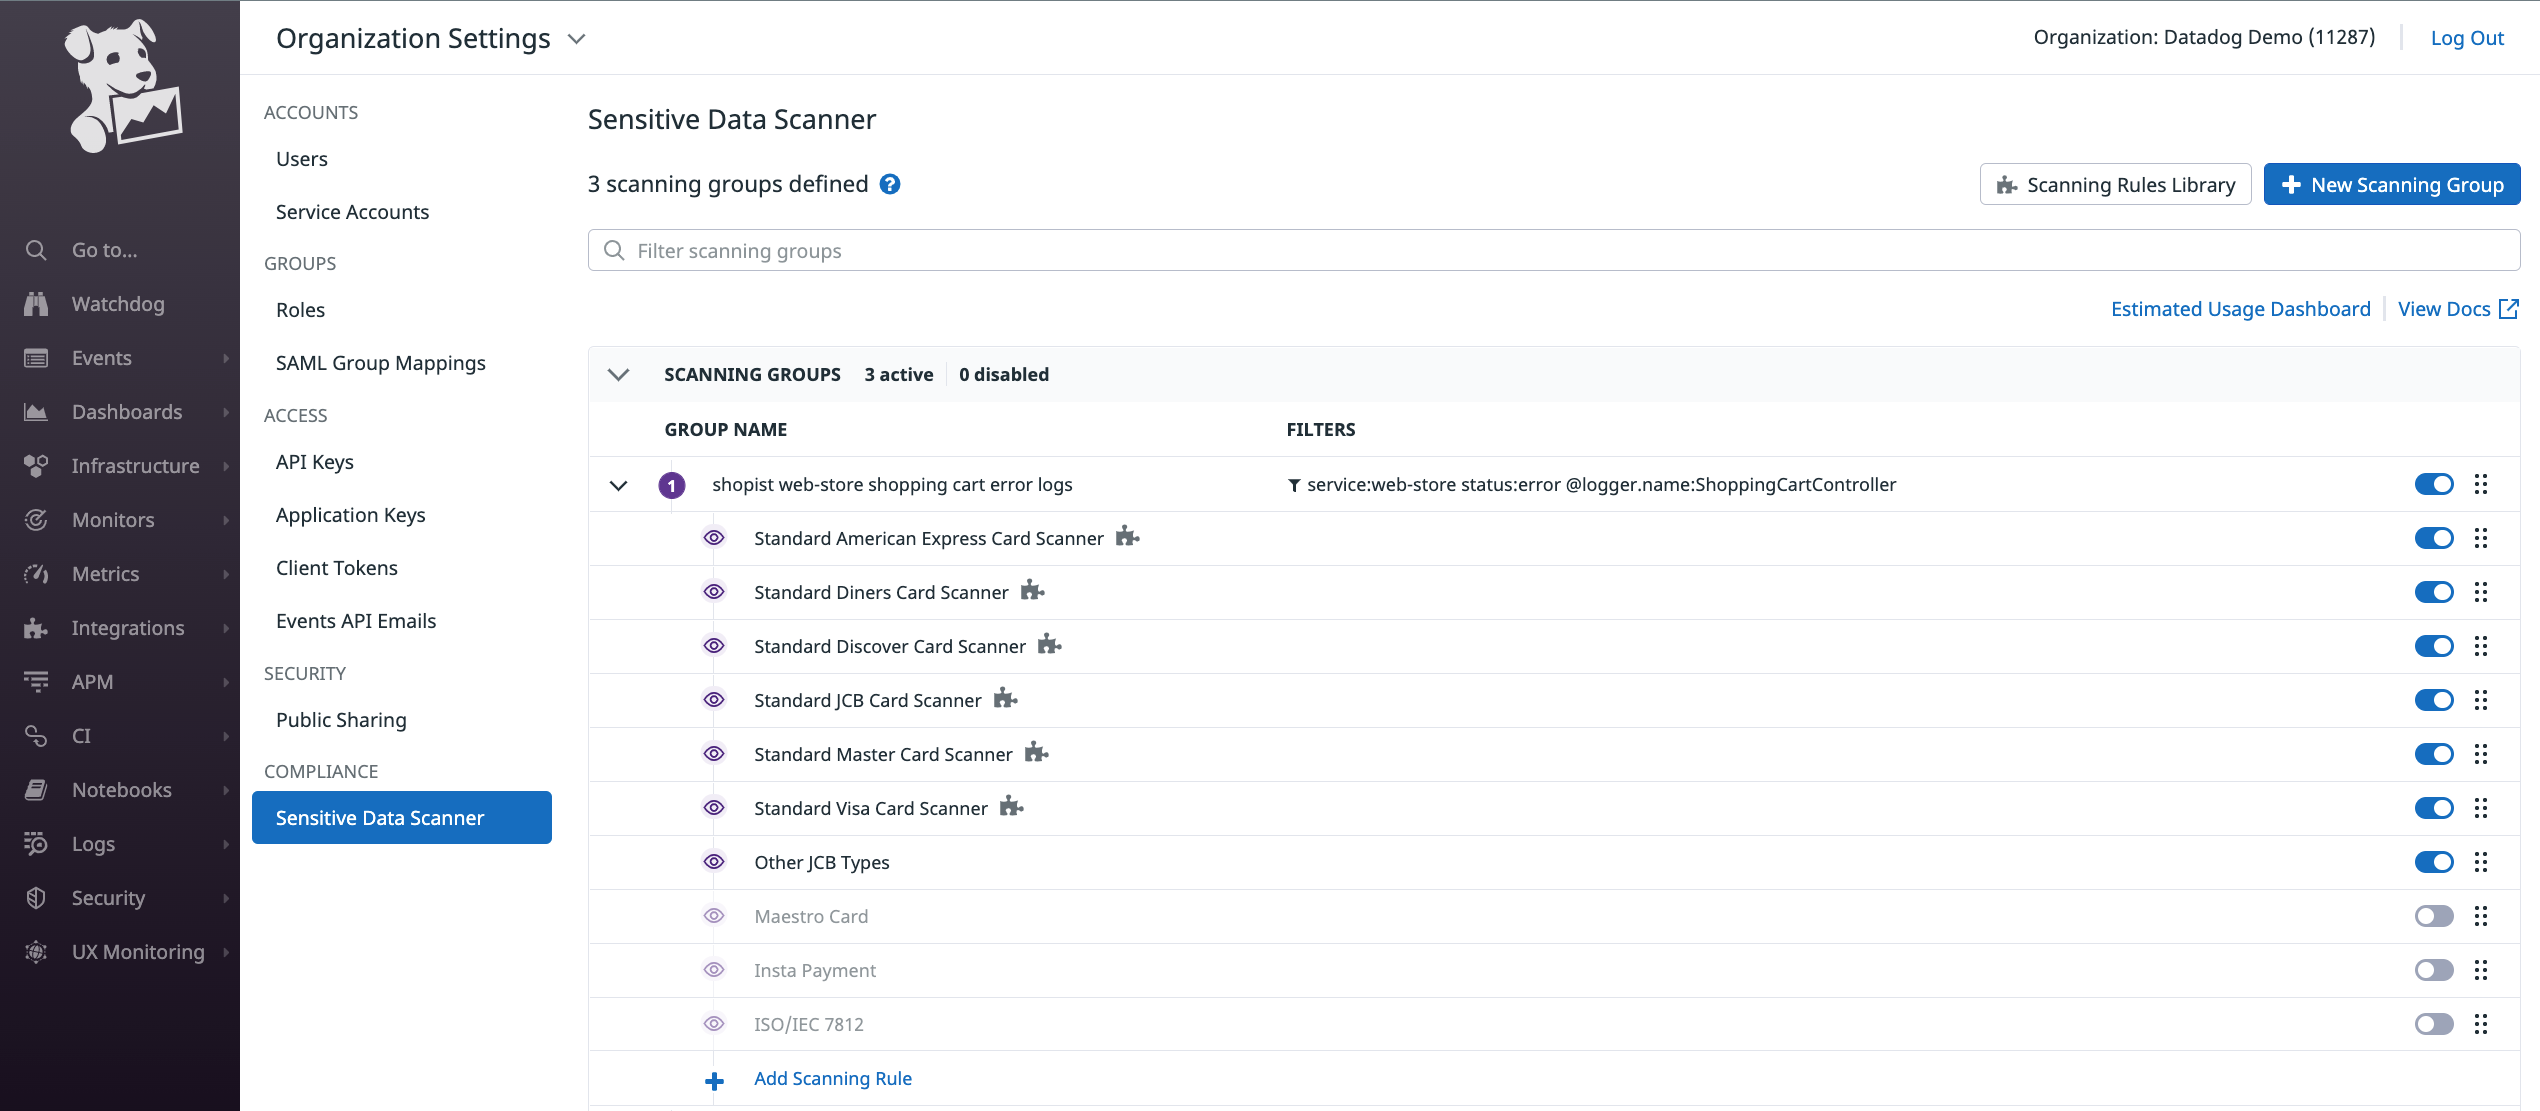 Organization Settings
Organization: Datadog Demo (11287)
Log Out
Go to...
Watchdog
Events
Dashboards
Infrastructure
Monitors
Metrics
Integrations
APM
CI
Notebooks
Logs
Security
UX Monitoring
ACCOUNTS
Users
Service Accounts
GROUPS
Roles
SAML Group Mappings
ACCESS
API Keys
Application Keys
Client Tokens
Events API Emails
SECURITY
Public Sharing
COMPLIANCE
Sensitive Data Scanner
Sensitive Data Scanner
3 scanning groups defined ?
Scanning Rules Library
New Scanning Group
Filter scanning groups
Estimated Usage Dashboard
View Docs
SCANNING GROUPS 3 active 0 disabled
GROUP NAME FILTERS
1 shopist web-store shopping cart error logs service:web-store status:error @logger.name:ShoppingCartController
Standard American Express Card Scanner
Standard Diners Card Scanner
Standard Discover Card Scanner
Standard JCB Card Scanner
Standard Master Card Scanner
Standard Visa Card Scanner
Other JCB Types
Maestro Card
Insta Payment
ISO/IEC 7812
Add Scanning Rule